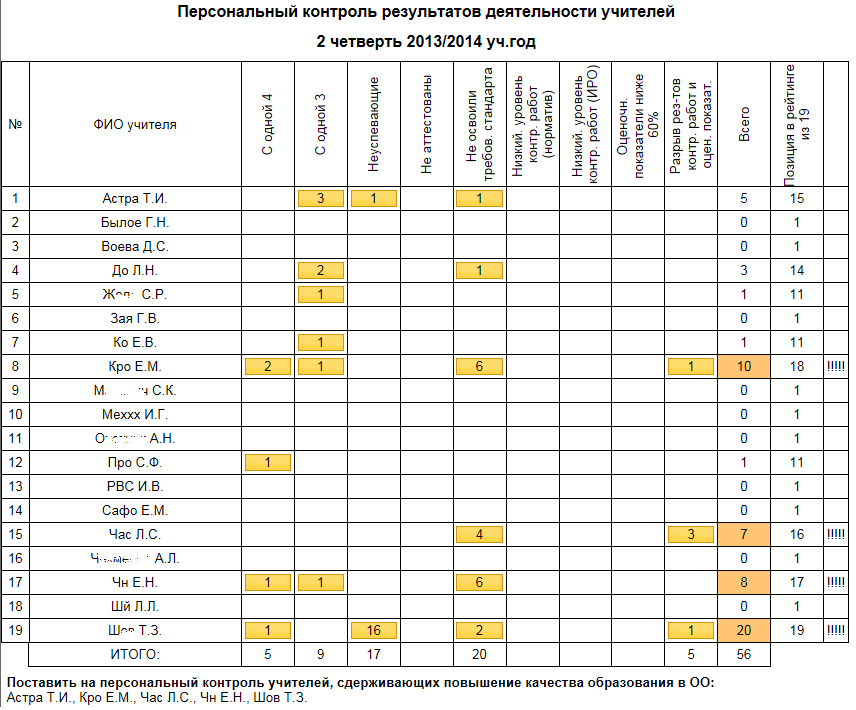 Персональный контроль результатов деятельности учителей
2 четверть 2013/2014 уч.год
№ ФИО учителя С одной 4 С одной 3 Неуспевающие Не аттестованы Не освоили требов. стандарта Низкий. уровень контр. работ (норматив) Низкий. уровень контр. работ (ИРО) Оценочн. показатели ниже 60% Разрыв рез-тов контр. работ и оцен. показат. Всего Позиция в рейтинге из 19
1 Астра Т.И. 3 1 1 5 15
2 Былое Г.Н. 0 1
3 Воева Д.С. 0 1
4 До Л.Н. 2 1 3 14
5 С.Р. 1 1 11
6 Зая Г.В. 0 1
7 Ко Е.В. 1 1 11
8 Кро Е.М. 2 1 6 1 10 18 !!!!!
9 С.К. 0 1
10 Меххх И.Г. 0 1
11 А.Н. 0 1
12 Про С.Ф. 1 1 11
13 РВС И.В. 0 1
14 Сафо Е.М. 0 1
15 Час Л.С. 4 3 7 16 !!!!!
16 А.Л. 0 1
17 Чн Е.Н. 1 1 6 8 17 !!!!!
18 Шй Л.Л. 0 1
19 Шов Т.З. 1 16 2 1 20 19 !!!!!
ИТОГО: 5 9 17 20 5 56
Поставить на персональный контроль учителей, сдерживающих повышение качества образования в ОО:
Астра Т.И., Кро Е.М., Час Л.С., Чн Е.Н., Шов Т.З.